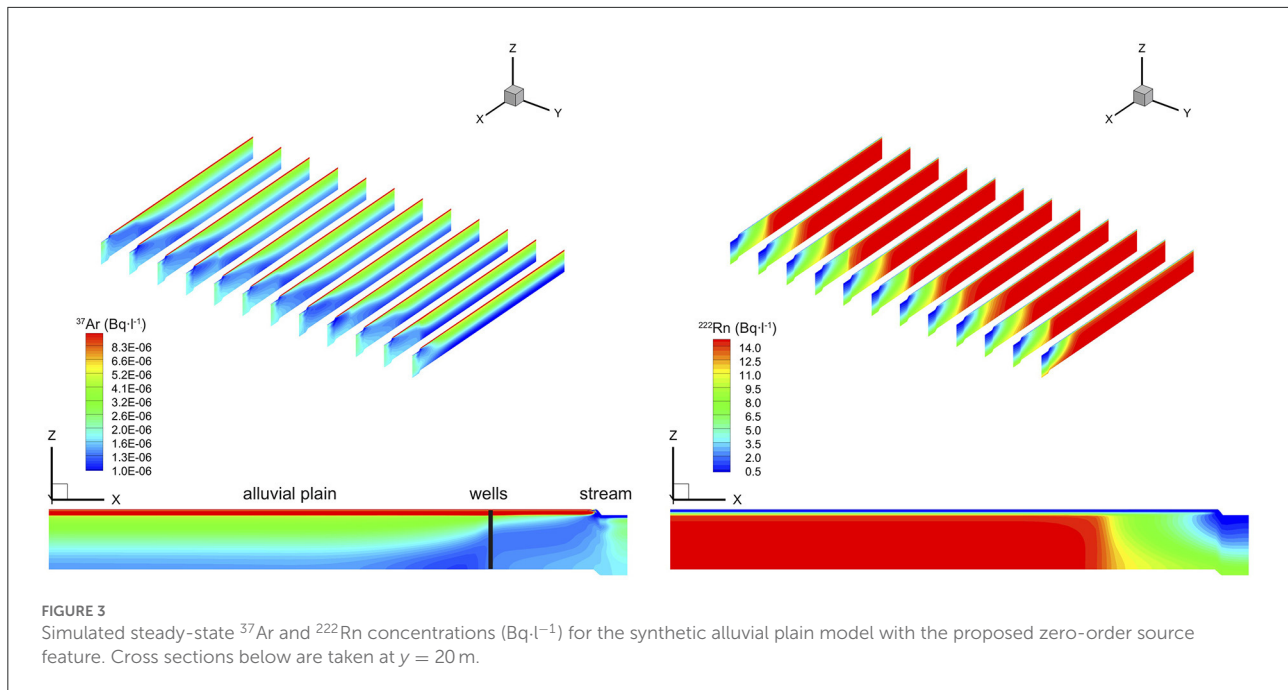 Z
X
Y
Z
X
Y
³⁷Ar (Bq·l⁻¹)
8.3E-06
6.6E-06
5.2E-06
4.1E-06
3.2E-06
2.6E-06
2.0E-06
1.6E-06
1.3E-06
1.0E-06
²²²Rn (Bq·l⁻¹)
14.0
12.5
11.0
9.5
8.0
6.5
5.0
3.5
2.0
0.5
Z
Y
X
alluvial plain
wells
stream
Z
Y
X
FIGURE 3
Simulated steady-state ³⁷Ar and ²²²Rn concentrations (Bq·l⁻¹) for the synthetic alluvial plain model with the proposed zero-order source
feature. Cross sections below are taken at y = 20 m.